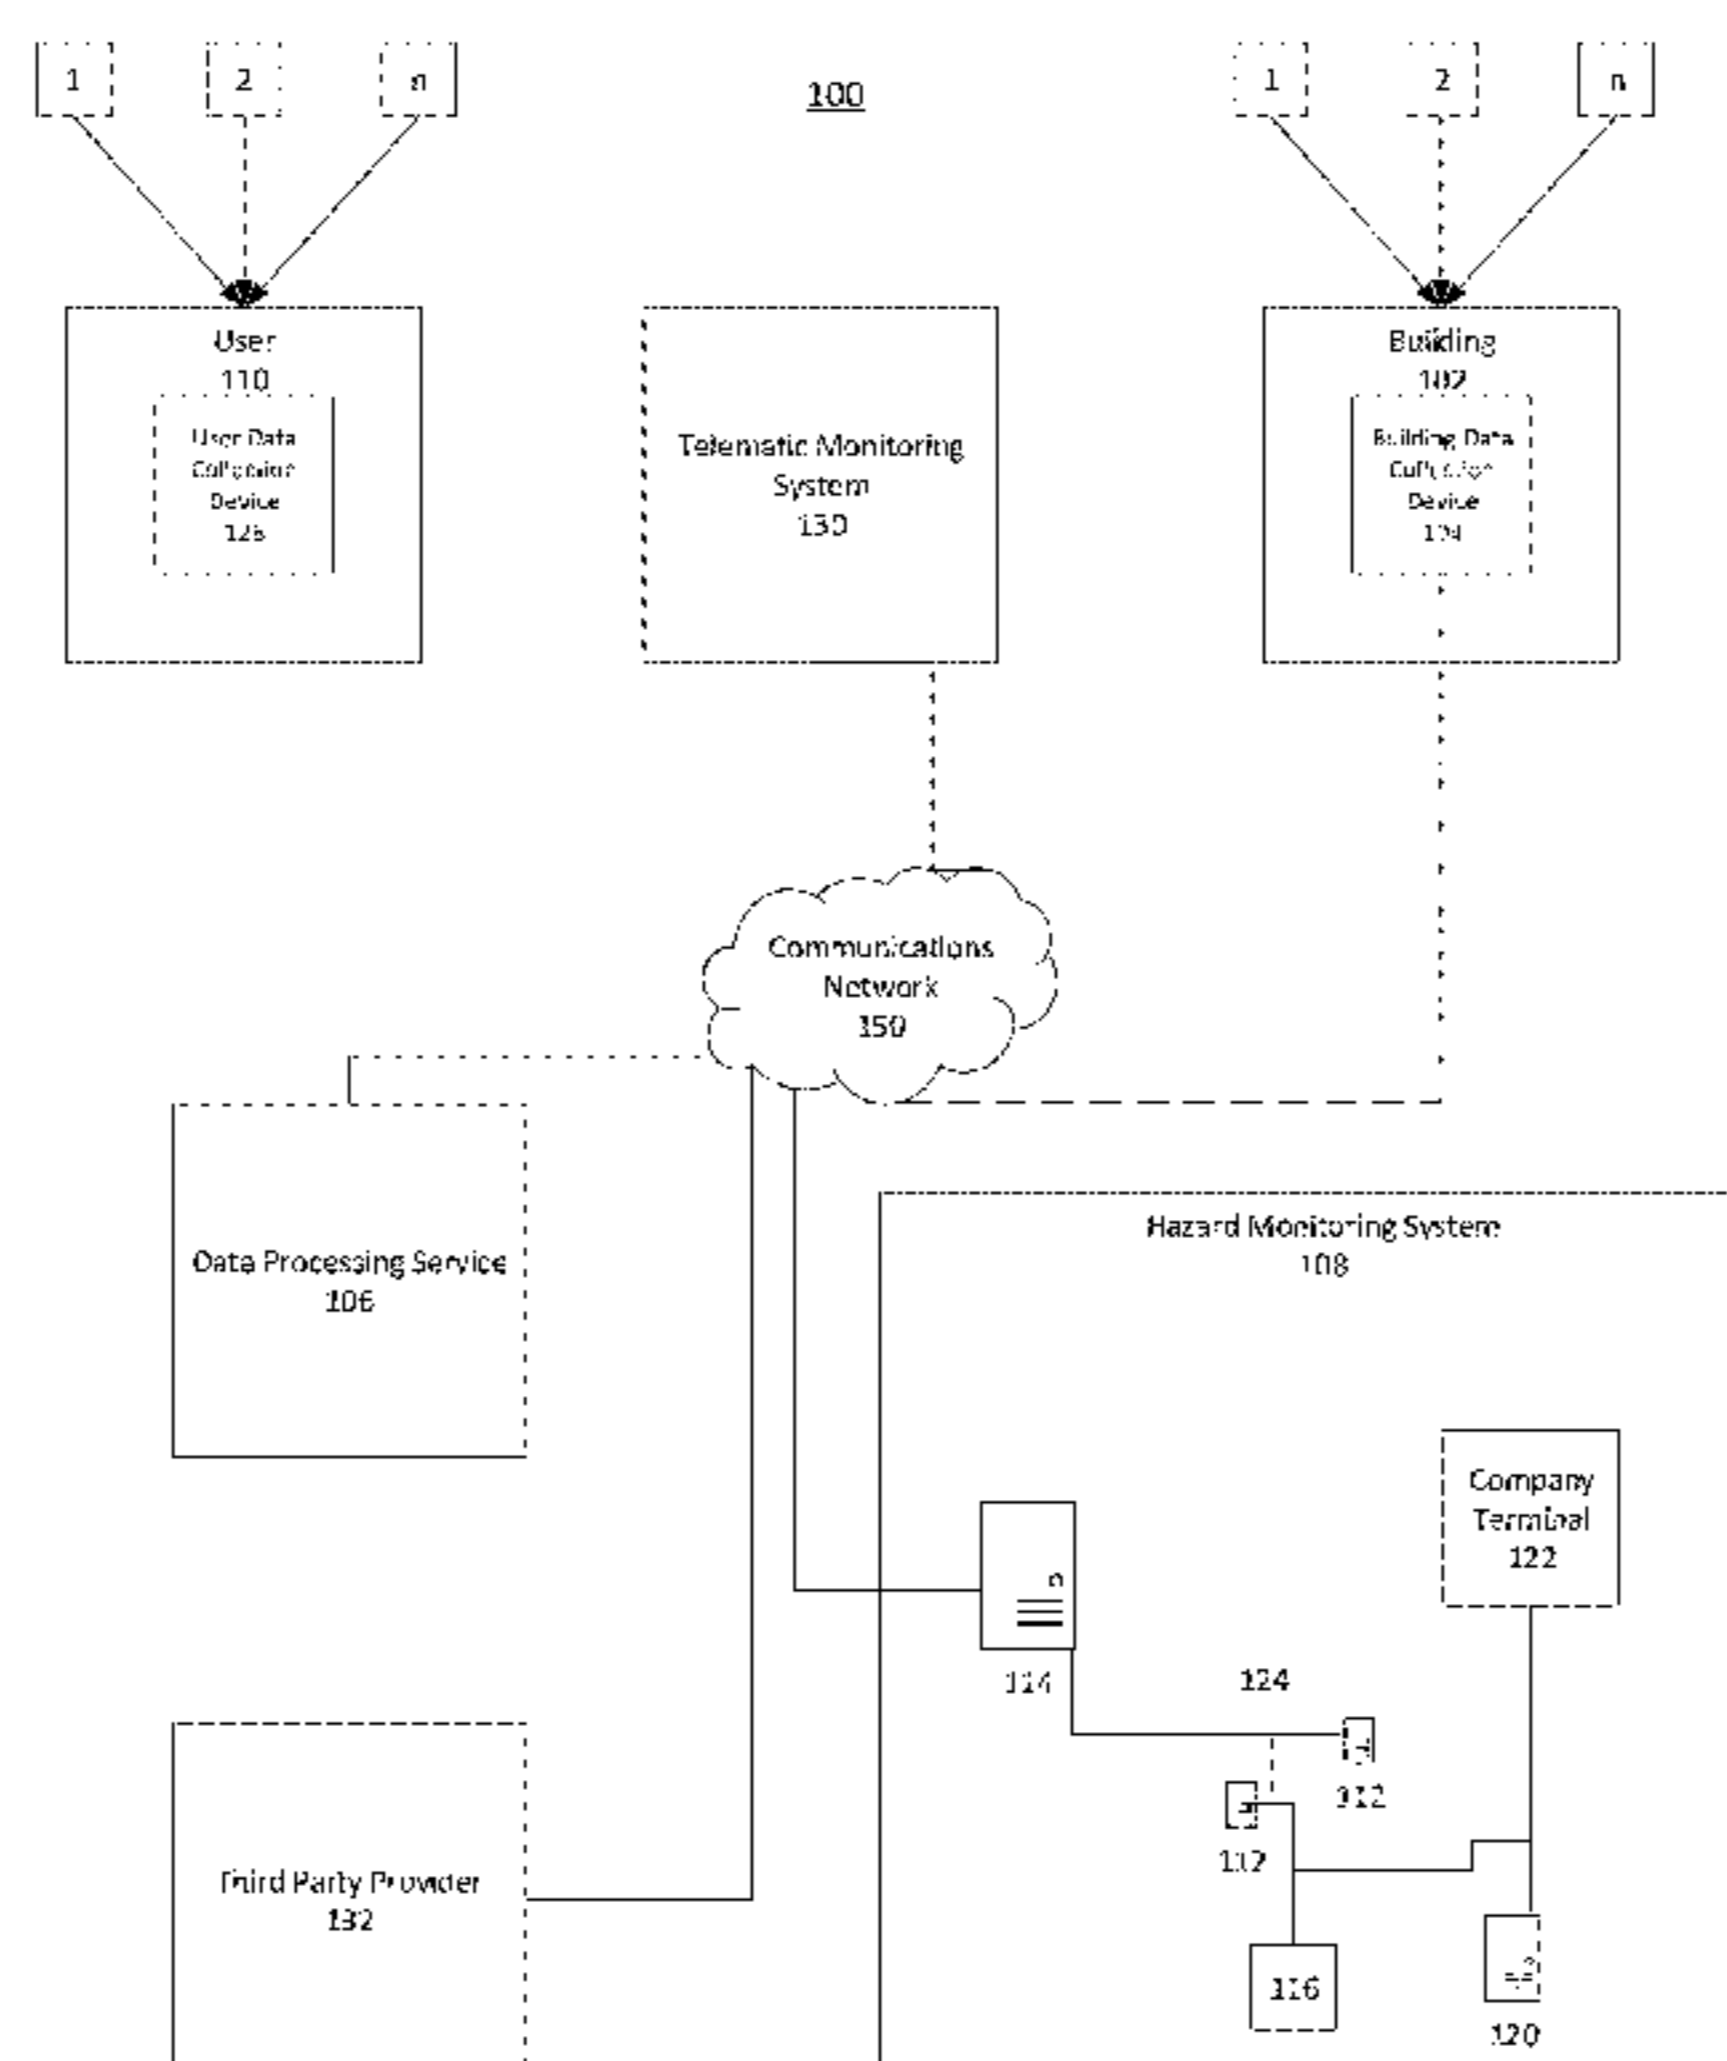 1
2
n
100
1
2
n
User
110
User Data
Device
Telematic Monitoring
System
130
Building
102
Building Data
Device
Communications
Network
150
Data Processing Service
106
Hazard Monitoring System
108
Company
Terminal
122
124
112
112
Third Party Provider
132
116
120